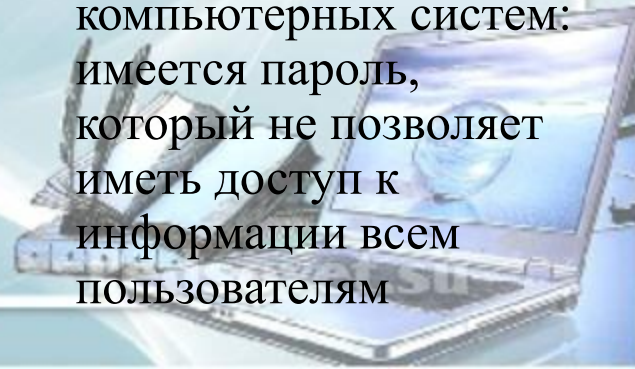 компьютерных систем:
имеется пароль,
который не позволяет
иметь доступ к
информации всем
пользователям